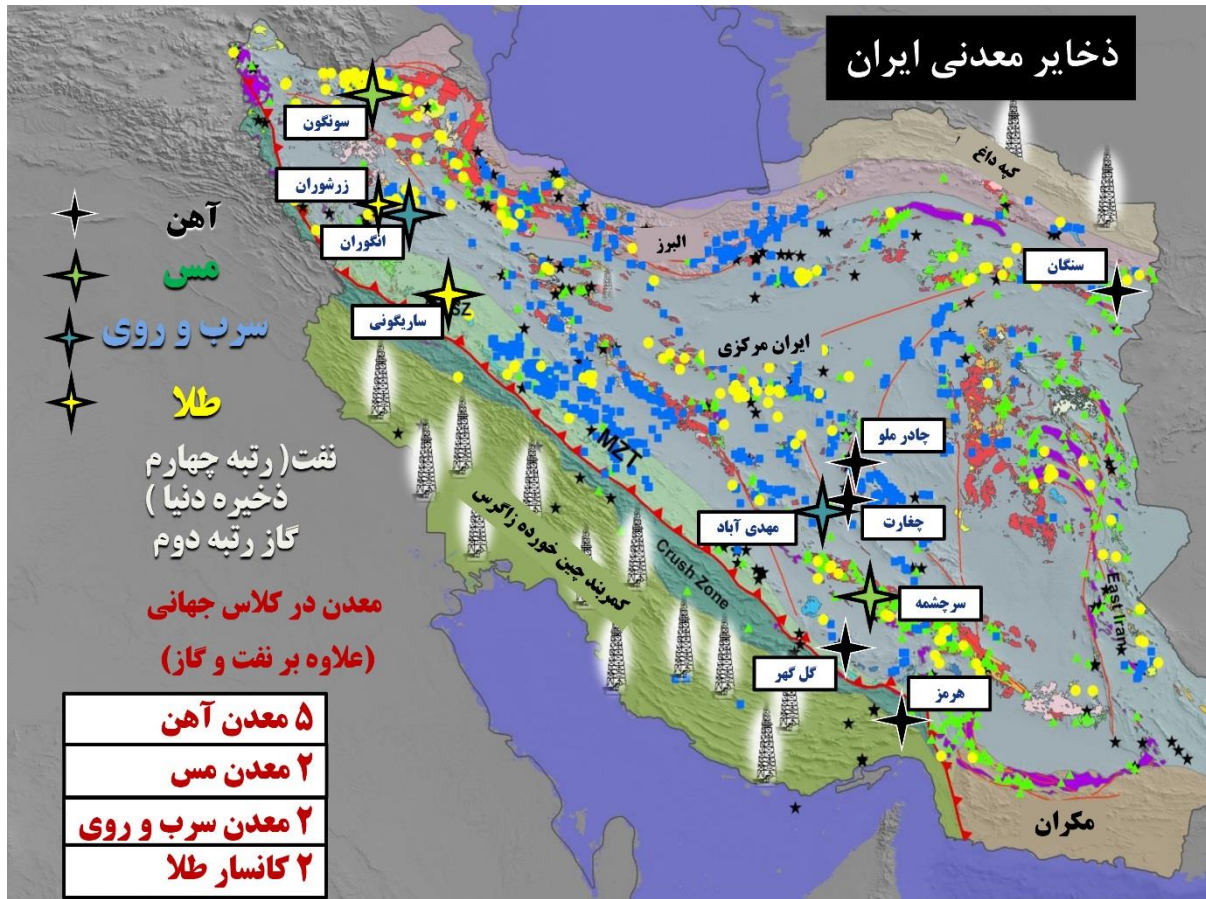 ذخایر معدنی ایران
سونگون
کپه داغ
زرشوران
آهن
انگوران
البرز
سنگان
مس
SZ
ساریگونی
سرب و روی
ایران مرکزی
طلا
چادر ملو
MZT
نفت( رتبه چهارم
ذخیره دنیا )
گاز رتبه دوم
چغارت
مهدی آباد
کمربند چین خورده زاگرس
Crush Zone
East Iran
سرچشمه
معدن در کلاس جهانی
(علاوه بر نفت و گاز)
گل گهر
هرمز
۵ معدن آهن
۲ معدن مس
۲ معدن سرب و روی
۲ کانسار طلا
مکران